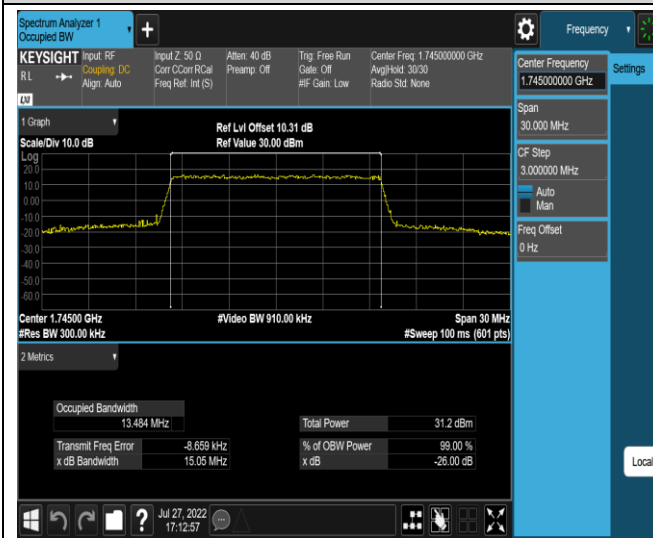 Spectrum Analyzer 1
Occupied BW
+
Frequency
KEYSIGHT
RL
LXI
Input: RF
Coupling: DC
Align: Auto
Input Z: 50 Ω
Corr CCorr RCal
Freq Ref: Int (S)
Atten: 40 dB
Preamp: Off
Trig: Free Run
Gate: Off
#IF Gain: Low
Center Freq: 1.745000000 GHz
Avg|Hold: 30/30
Radio Std: None
Center Frequency
1.745000000 GHz
Settings
Span
30.000 MHz
CF Step
3.000000 MHz
Auto
Man
Freq Offset
0 Hz
Local
1 Graph
Scale/Div 10.0 dB
Ref Lvl Offset 10.31 dB
Ref Value 30.00 dBm
Log
20.0
10.0
0.00
-10.0
-20.0
-30.0
-40.0
-50.0
-60.0
Center 1.74500 GHz
#Res BW 300.00 kHz
#Video BW 910.00 kHz
Span 30 MHz
#Sweep 100 ms (601 pts)
2 Metrics
Occupied Bandwidth
13.484 MHz
Total Power 31.2 dBm
Transmit Freq Error -8.659 kHz
% of OBW Power 99.00 %
x dB Bandwidth 15.05 MHz
x dB -26.00 dB
?
Jul 27, 2022
17:12:57